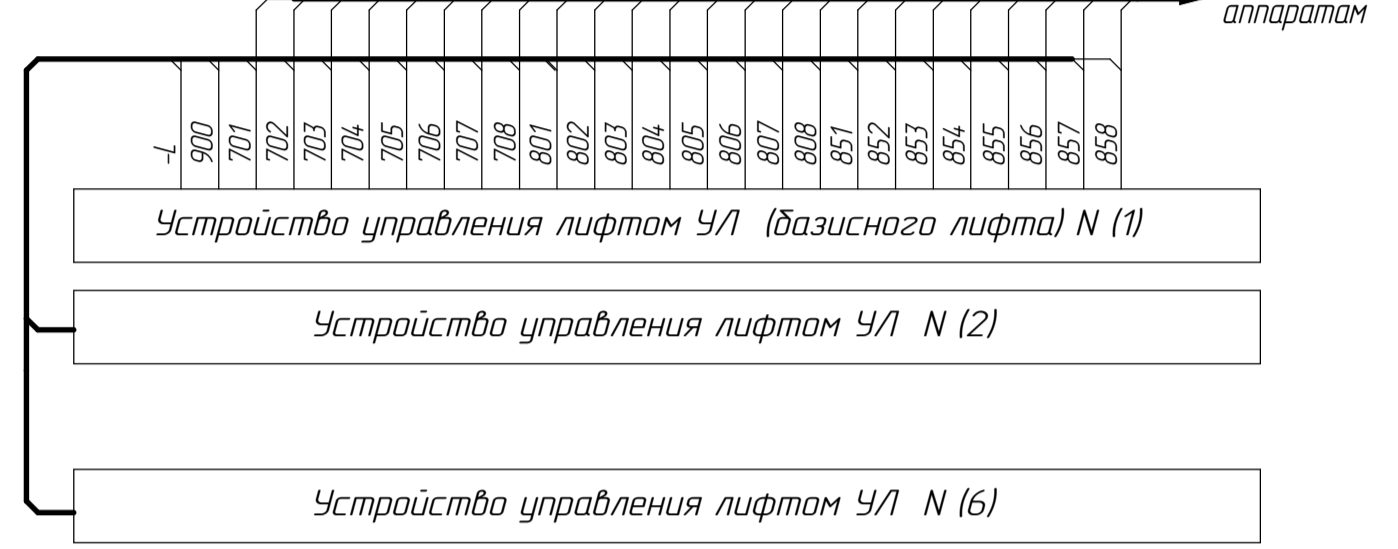 аппаратам
-L 900 701 702 703 704 705 706 707 708 801 802 803 804 805 806 807 808 851 852 853 854 855 856 857 858
Устройство управления лифтом УЛ (базисного лифта) N (1)
Устройство управления лифтом УЛ N (2)
Устройство управления лифтом УЛ N (6)